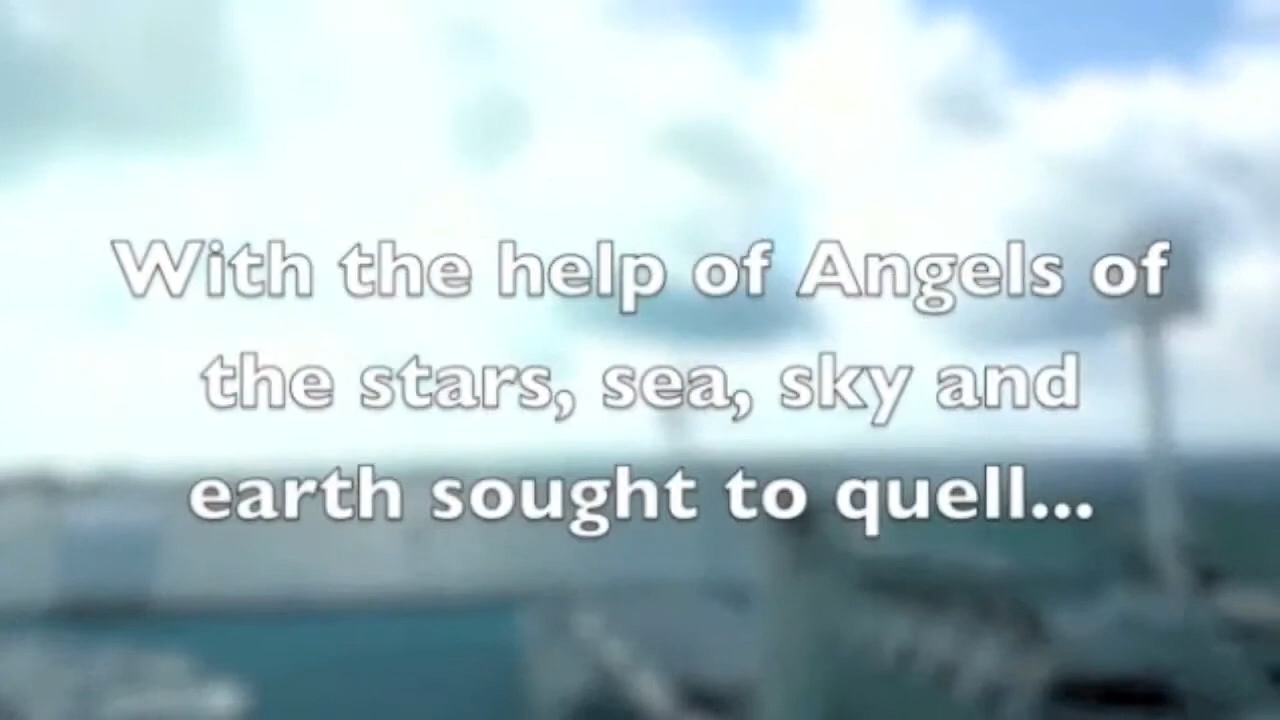 With the help of Angels of
the stars, sea, sky and
earth sought to quell...